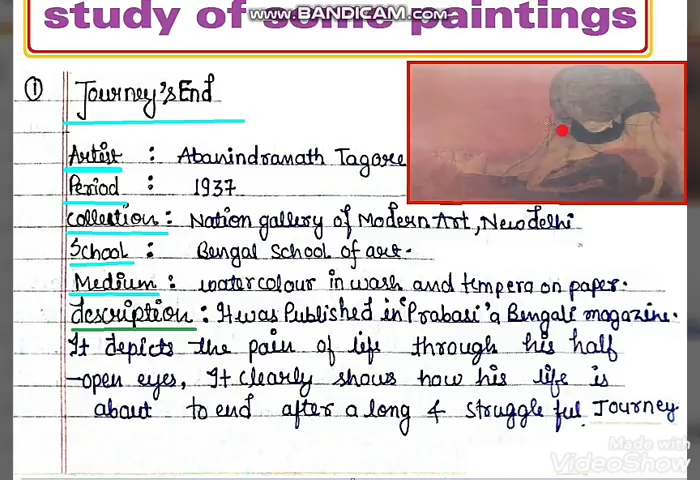 study of some paintings
www.BANDICAM.com
① Journey's End
Artist : Abanindranath Tagore
Period : 1937
Collection : Nation gallery of Modern Art, New delhi
School : Bengal School of art.
Medium : watercolour in wash and tempera on paper.
description : It was Published in "Prabasi" a Bengali magazine.
It depicts the pain of life through his half
-open eyes, It clearly shows how his life is
about to end after a long & struggle ful Journey
Made with
VideoShow